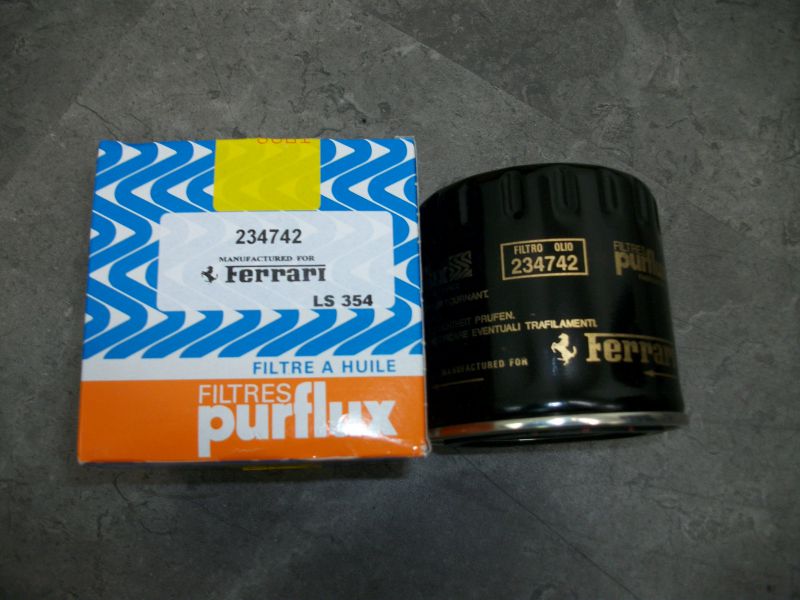 234742
MANUFACTURED FOR
Ferrari
LS 354
FILTRE A HUILE
FILTRES
purflux
FILTRO OLIO
234742
FILTRES
purflux
TOURNANT.
PRUFEN.
EVENTUALI TRAFILAMENTI.
MANUFACTURED FOR
Ferrari